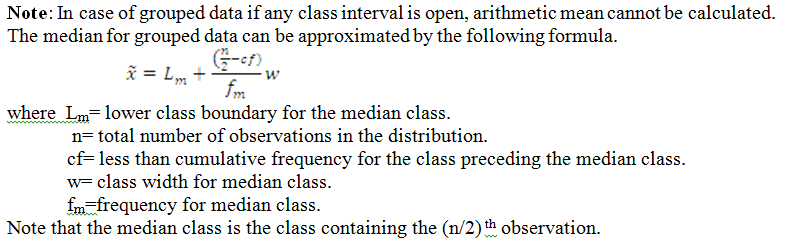 Note: In case of grouped data if any class interval is open, arithmetic mean cannot be calculated.
The median for grouped data can be approximated by the following formula.
x̃ = Lₘ + ((n/2 − cf) / fₘ) w
where Lm= lower class boundary for the median class.
n= total number of observations in the distribution.
cf= less than cumulative frequency for the class preceding the median class.
w= class width for median class.
fm=frequency for median class.
Note that the median class is the class containing the (n/2) th observation.